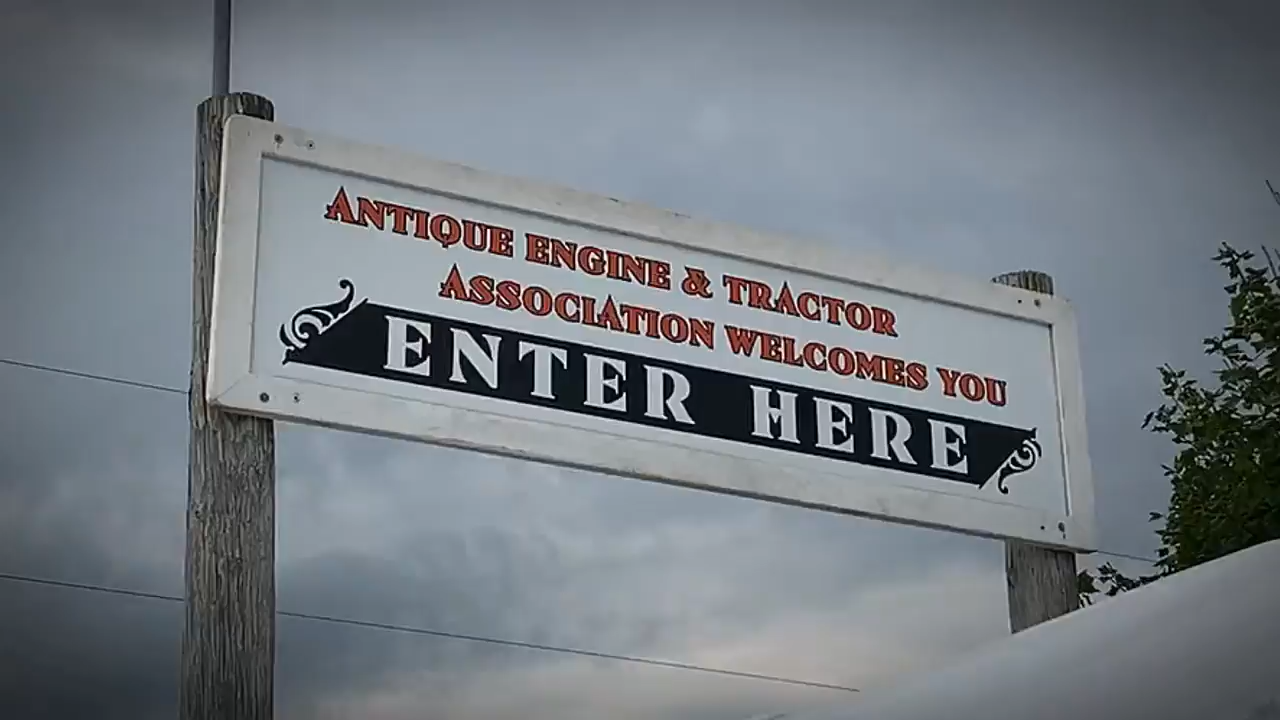 ANTIQUE ENGINE & TRACTOR
ASSOCIATION WELCOMES YOU
ENTER HERE